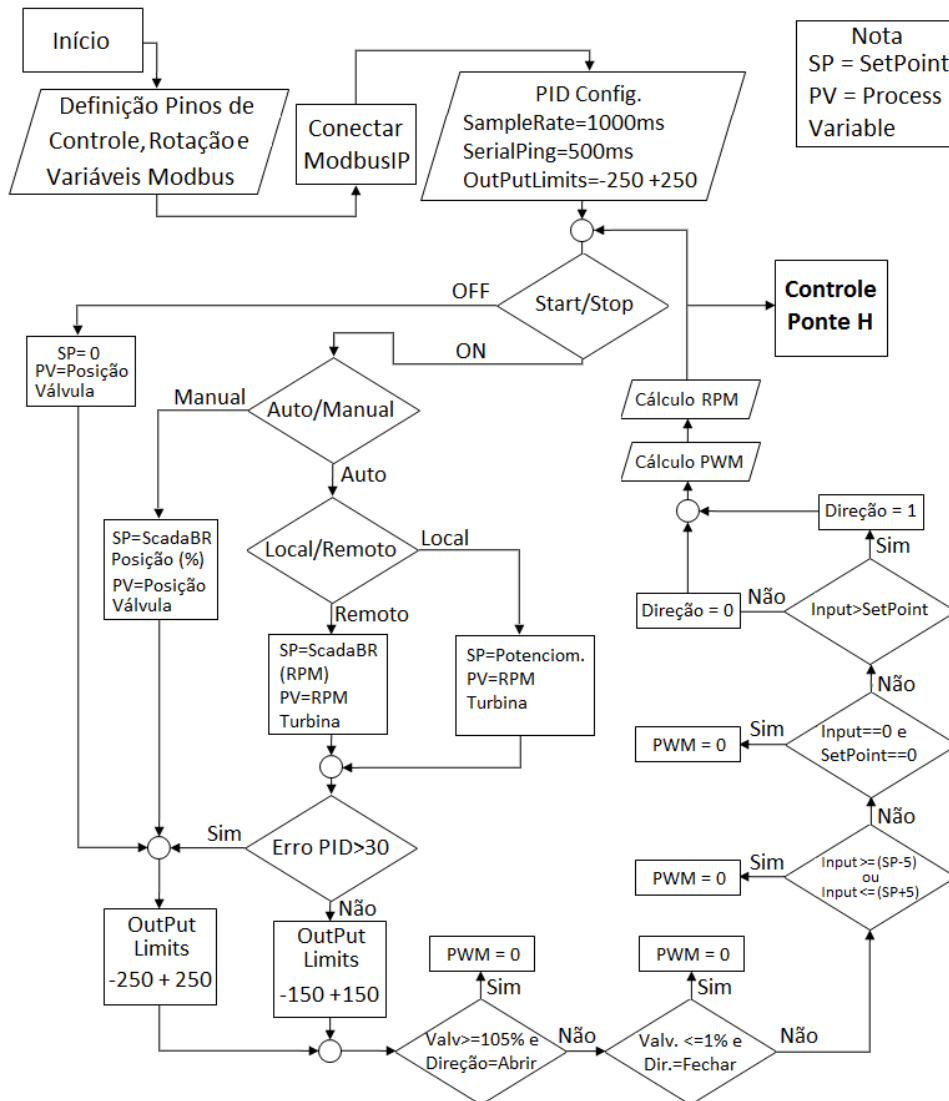 Início
Definição Pinos de
Controle, Rotação e
Variáveis Modbus
Conectar
ModbusIP
PID Config.
SampleRate=1000ms
SerialPing=500ms
OutPutLimits=-250 +250
Nota
SP = SetPoint
PV = Process
Variable
Start/Stop
OFF
ON
Controle
Ponte H
SP= 0
PV=Posição
Válvula
Auto/Manual
Manual
Auto
SP=ScadaBR
Posição (%)
PV=Posição
Válvula
Local/Remoto
Local
Remoto
SP=ScadaBR
(RPM)
PV=RPM
Turbina
SP=Potenciom.
PV=RPM
Turbina
Erro PID>30
Sim
Não
OutPut
Limits
-250 + 250
OutPut
Limits
-150 +150
Valv>=105% e
Direção=Abrir
Sim
PWM = 0
Não
Valv. <=1% e
Dir.=Fechar
Sim
PWM = 0
Não
Input>=(SP-5)
ou
Input<=(SP+5)
Sim
PWM = 0
Não
Input==0 e
SetPoint==0
Sim
PWM = 0
Não
Input>SetPoint
Não
Direção = 0
Sim
Direção = 1
Cálculo PWM
Cálculo RPM